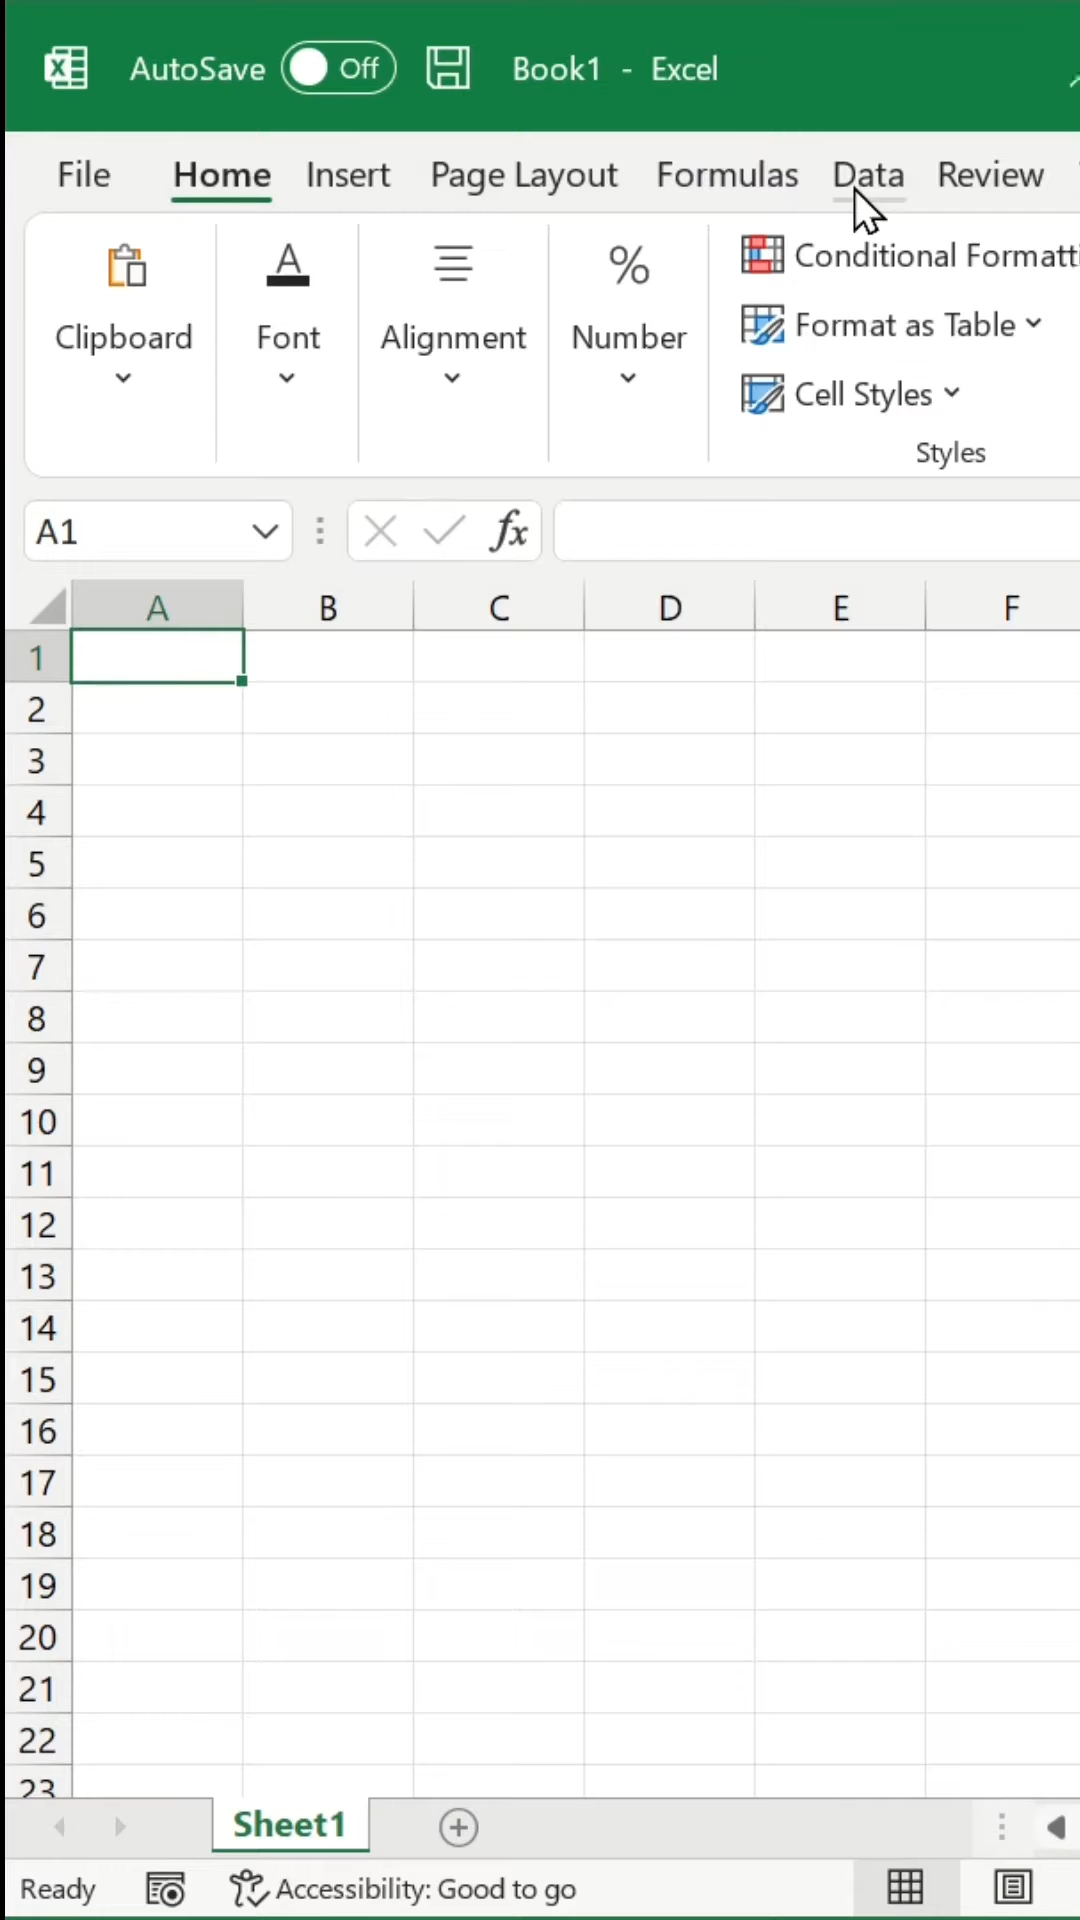 AutoSave Off Book1 - Excel
File Home Insert Page Layout Formulas Data Review
Clipboard
Font
Alignment
%
Number
Conditional Formatti
Format as Table
Cell Styles
Styles
A1 fx
A B C D E F
1
2
3
4
5
6
7
8
9
10
11
12
13
14
15
16
17
18
19
20
21
22
23
Sheet1
Ready Accessibility: Good to go